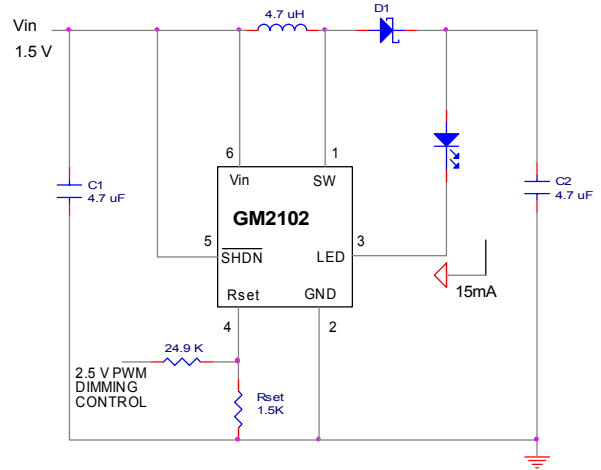 Vin
1.5 V
4.7 uH
D1
6
1
Vin
SW
GM2102
C1
4.7 uF
C2
4.7 uF
5
3
SHDN
LED
Rset
GND
15mA
4
2
24.9 K
2.5 V PWM
DIMMING
CONTROL
Rset
1.5K